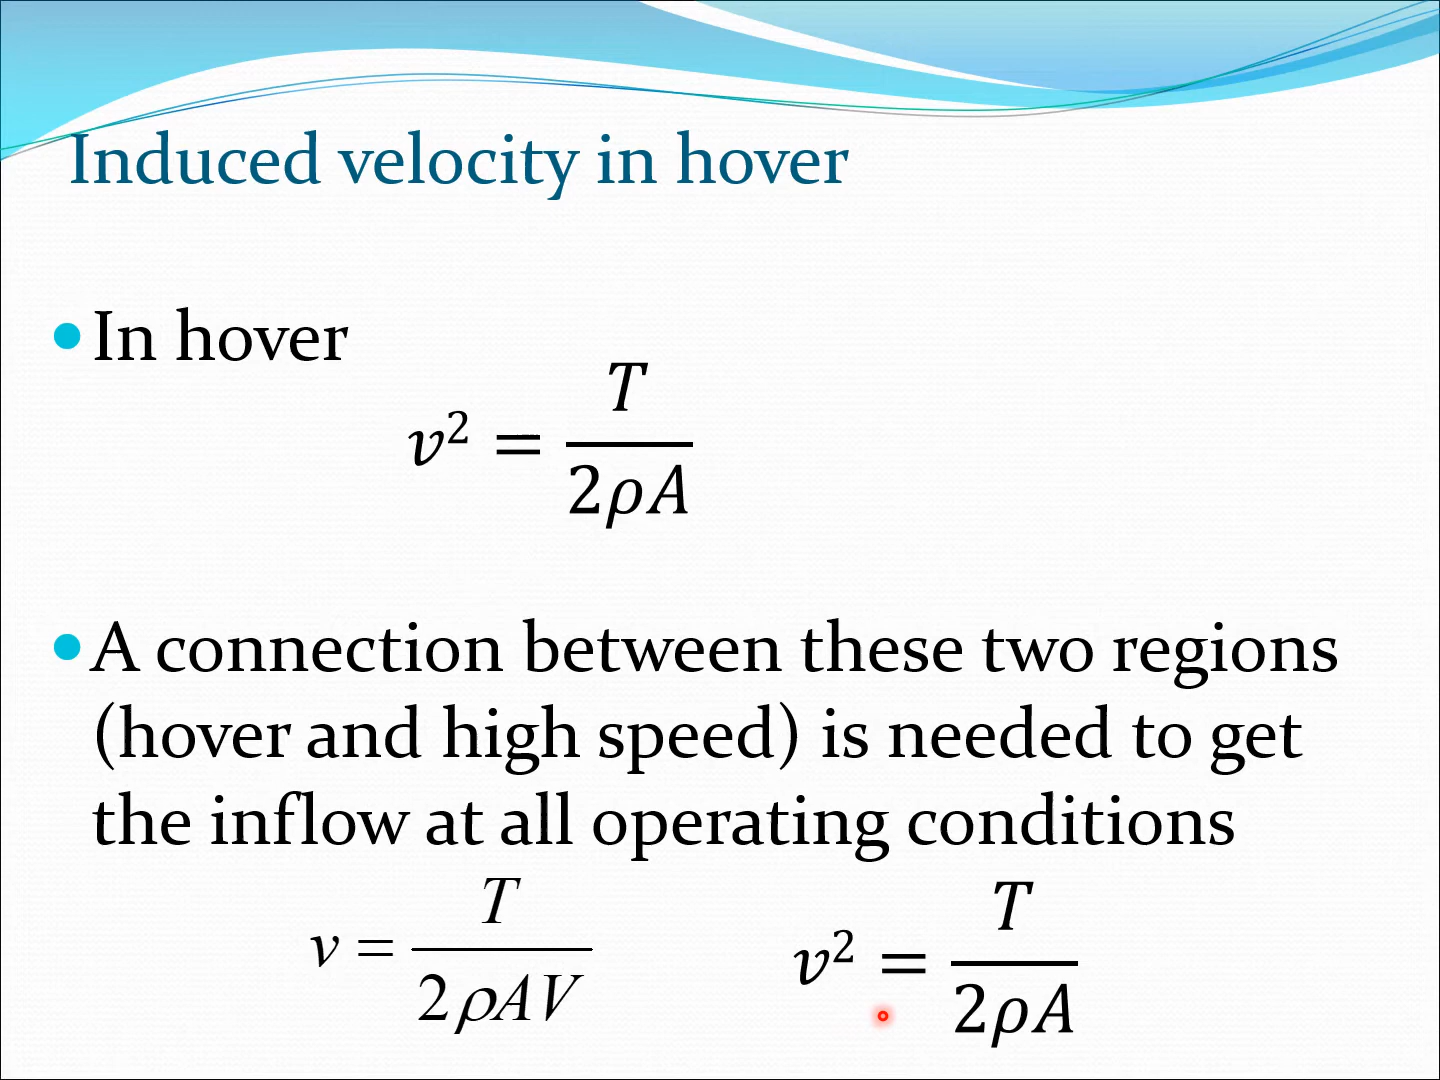 Induced velocity in hover
In hover
v² = T / 2ρA
A connection between these two regions
(hover and high speed) is needed to get
the inflow at all operating conditions
v = T / 2ρAV    v² = T / 2ρA